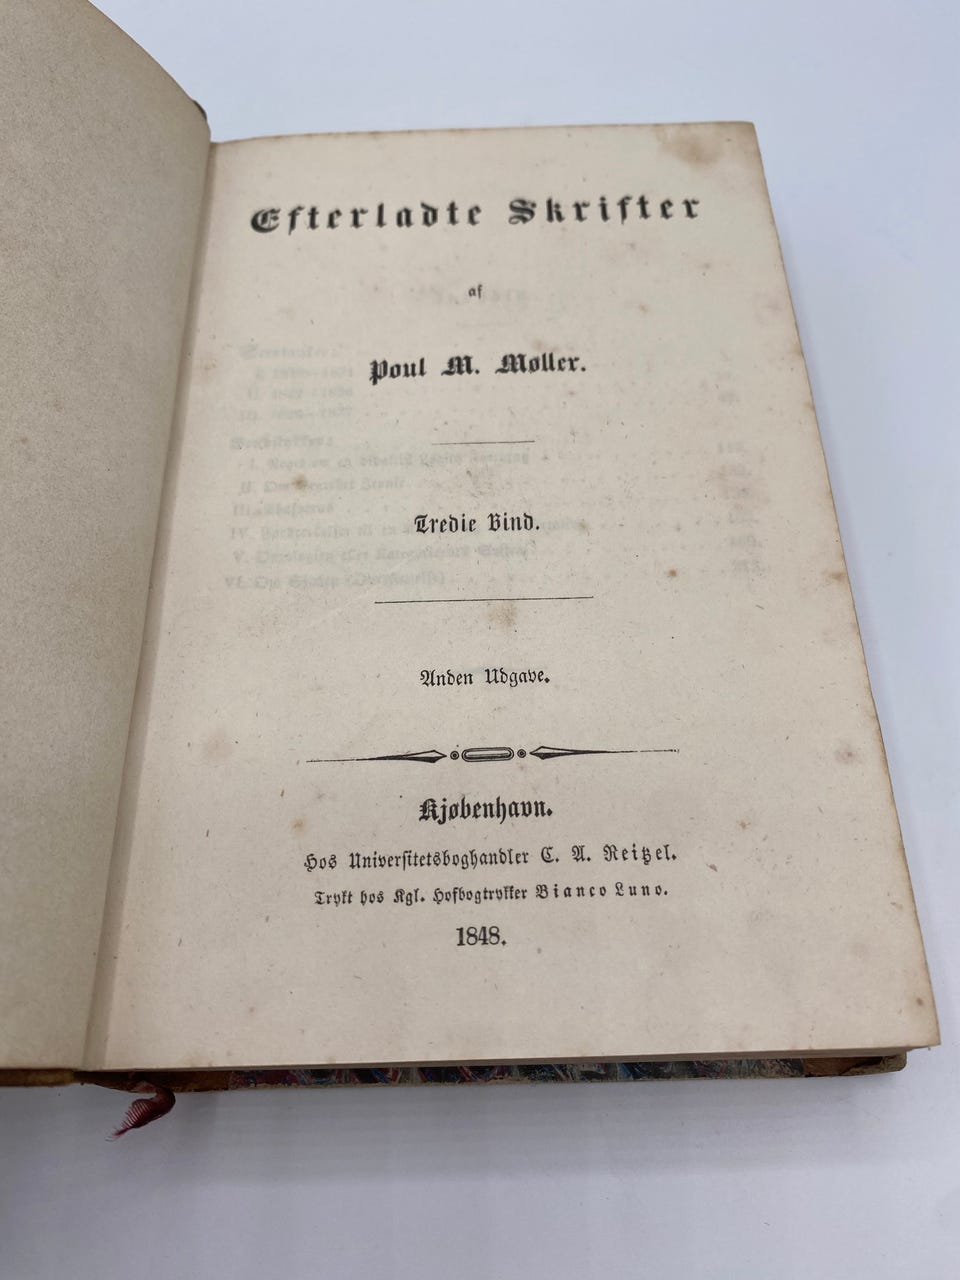 Efterladte Skrifter
af
Poul M. Møller.
Tredie Bind.
Anden Udgave.
Kjøbenhavn.
Hos Universitetsboghandler C. A. Reitzel.
Trykt hos Kgl. Hofbogtrykker Bianco Luno.
1848.